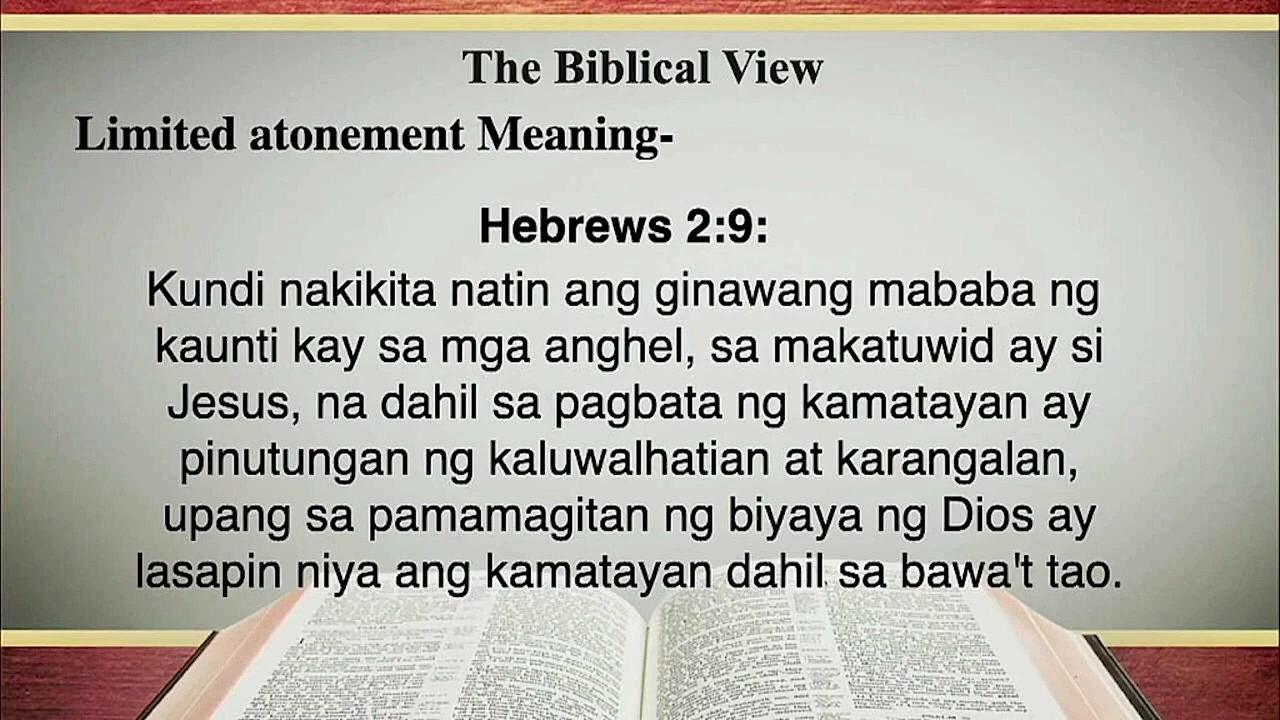 The Biblical View
Limited atonement Meaning-
Hebrews 2:9:
Kundi nakikita natin ang ginawang mababa ng
kaunti kay sa mga anghel, sa makatuwid ay si
Jesus, na dahil sa pagbata ng kamatayan ay
pinutungan ng kaluwalhatian at karangalan,
upang sa pamamagitan ng biyaya ng Dios ay
lasapin niya ang kamatayan dahil sa bawa't tao.